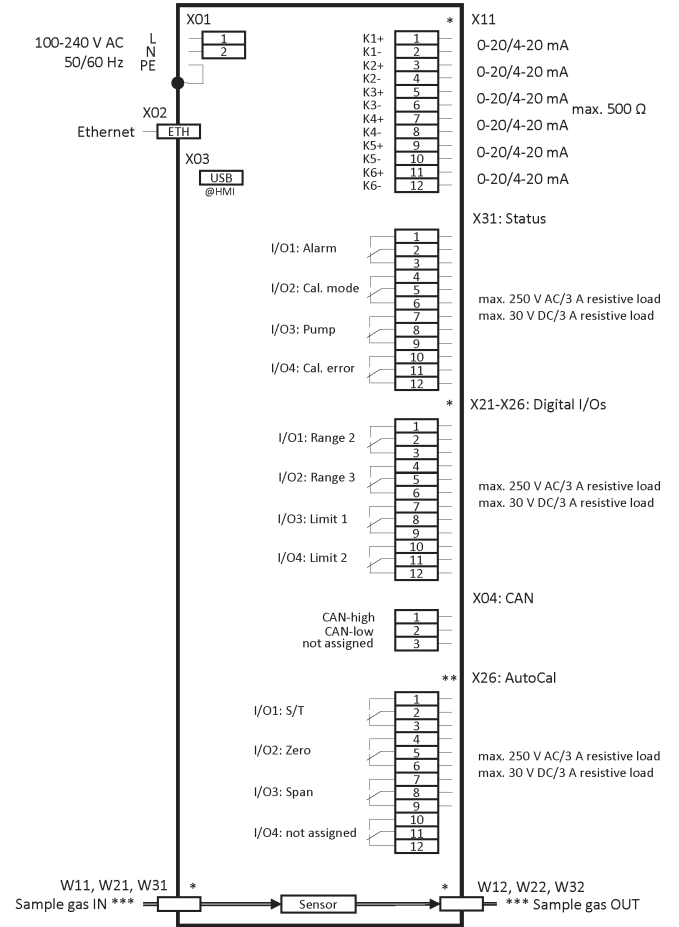 X01
100-240 V AC L 1
N 2
50/60 Hz PE
X02
Ethernet ETH
X03
USB
@HMI
* X11
K1+ 1 0-20/4-20 mA
K1- 2
K2+ 3 0-20/4-20 mA
K2- 4
K3+ 5 0-20/4-20 mA
K3- 6 max. 500 Ω
K4+ 7 0-20/4-20 mA
K4- 8
K5+ 9 0-20/4-20 mA
K5- 10
K6+ 11 0-20/4-20 mA
K6- 12
X31: Status
1
I/O1: Alarm 2
3
4
I/O2: Cal. mode 5
6 max. 250 V AC/3 A resistive load
7 max. 30 V DC/3 A resistive load
I/O3: Pump 8
9
10
I/O4: Cal. error 11
12
* X21-X26: Digital I/Os
1
I/O1: Range 2 2
3
4
I/O2: Range 3 5
6 max. 250 V AC/3 A resistive load
7 max. 30 V DC/3 A resistive load
I/O3: Limit 1 8
9
10
I/O4: Limit 2 11
12
X04: CAN
CAN-high 1
CAN-low 2
not assigned 3
** X26: AutoCal
1
I/O1: S/T 2
3
4
I/O2: Zero 5
6 max. 250 V AC/3 A resistive load
7 max. 30 V DC/3 A resistive load
I/O3: Span 8
9
10
I/O4: not assigned 11
12
W11, W21, W31 * * W12, W22, W32
Sample gas IN *** Sensor *** Sample gas OUT